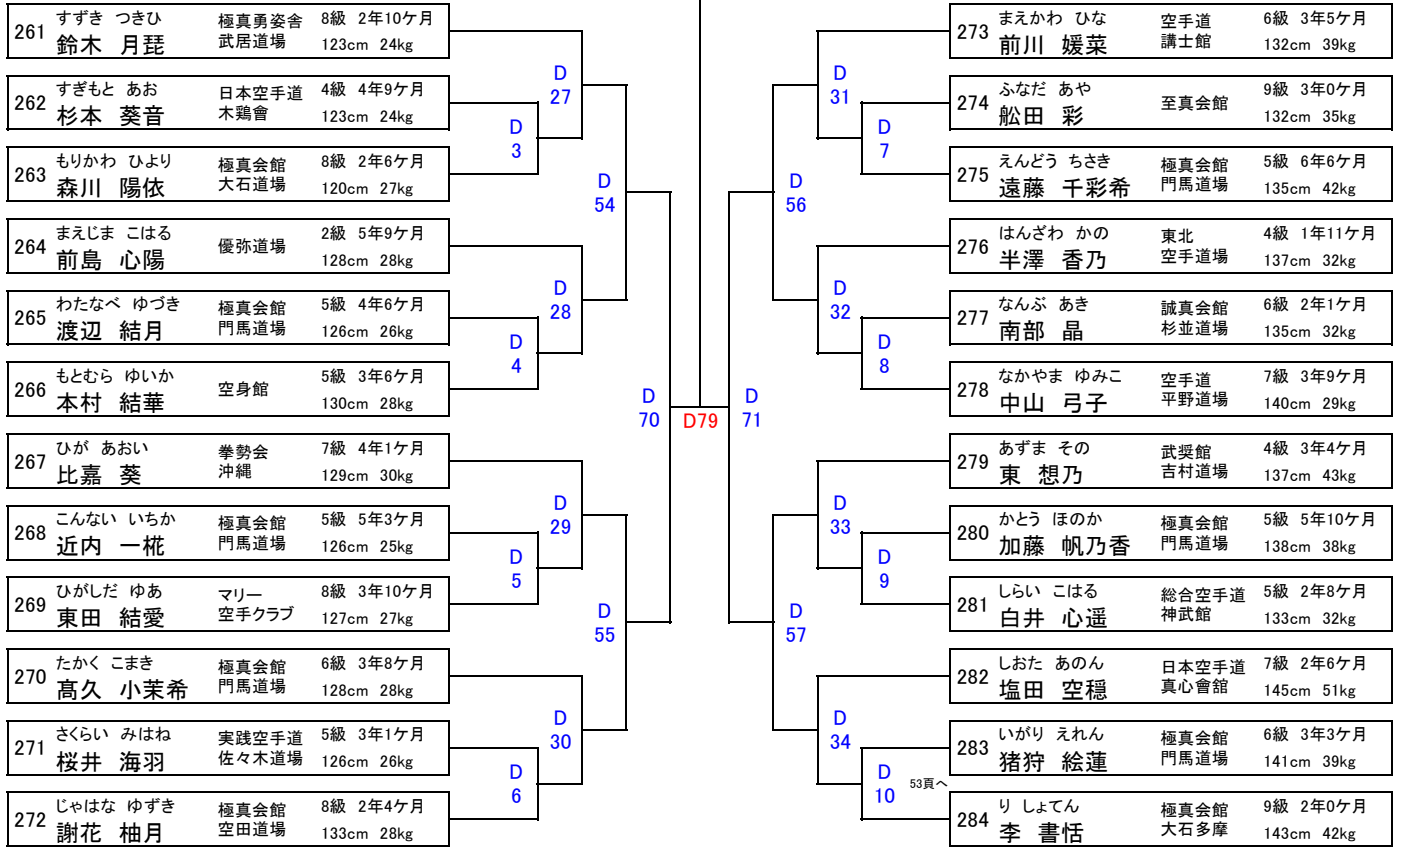 261
すずき つきひ
鈴木 月琵
極真勇姿舎
武居道場
8級 2年10ケ月
123cm 24kg
262
すぎもと あお
杉本 葵音
日本空手道
木鶏會
4級 4年9ケ月
123cm 24kg
263
もりかわ ひより
森川 陽依
極真会館
大石道場
8級 2年6ケ月
120cm 27kg
264
まえじま こはる
前島 心陽
優弥道場
2級 5年9ケ月
128cm 28kg
265
わたなべ ゆづき
渡辺 結月
極真会館
門馬道場
5級 4年6ケ月
126cm 26kg
266
もとむら ゆいか
本村 結華
空身館
5級 3年6ケ月
130cm 28kg
267
ひが あおい
比嘉 葵
拳勢会
沖縄
7級 4年1ケ月
129cm 30kg
268
こんない いちか
近内 一椛
極真会館
門馬道場
5級 5年3ケ月
126cm 25kg
269
ひがしだ ゆあ
東田 結愛
マリー
空手クラブ
8級 3年10ケ月
127cm 27kg
270
たかく こまき
髙久 小茉希
極真会館
門馬道場
6級 3年8ケ月
128cm 28kg
271
さくらい みはね
桜井 海羽
実践空手道
佐々木道場
5級 3年1ケ月
126cm 26kg
272
じゃはな ゆずき
謝花 柚月
極真会館
空田道場
8級 2年4ケ月
133cm 28kg
D
27
D
3
D
54
D
28
D
4
D
70
D
29
D
5
D
55
D
30
D
6
D79
D
71
D
31
D
7
D
56
D
32
D
8
D
33
D
9
D
57
D
34
D
10
53頁へ
273
まえかわ ひな
前川 媛菜
空手道
講士館
6級 3年5ケ月
132cm 39kg
274
ふなだ あや
舩田 彩
至真会館
9級 3年0ケ月
132cm 35kg
275
えんどう ちさき
遠藤 千彩希
極真会館
門馬道場
5級 6年6ケ月
135cm 42kg
276
はんざわ かの
半澤 香乃
東北
空手道場
4級 1年11ケ月
137cm 32kg
277
なんぶ あき
南部 晶
誠真会館
杉並道場
6級 2年1ケ月
135cm 32kg
278
なかやま ゆみこ
中山 弓子
空手道
平野道場
7級 3年9ケ月
140cm 29kg
279
あずま その
東 想乃
武奨館
吉村道場
4級 3年4ケ月
137cm 43kg
280
かとう ほのか
加藤 帆乃香
極真会館
門馬道場
5級 5年10ケ月
138cm 38kg
281
しらい こはる
白井 心遥
総合空手道
神武館
5級 2年8ケ月
133cm 32kg
282
しおた あのん
塩田 空穏
日本空手道
真心會舘
7級 2年6ケ月
145cm 51kg
283
いがり えれん
猪狩 絵蓮
極真会館
門馬道場
6級 3年3ケ月
141cm 39kg
284
り しょてん
李 書恬
極真会館
大石多摩
9級 2年0ケ月
143cm 42kg